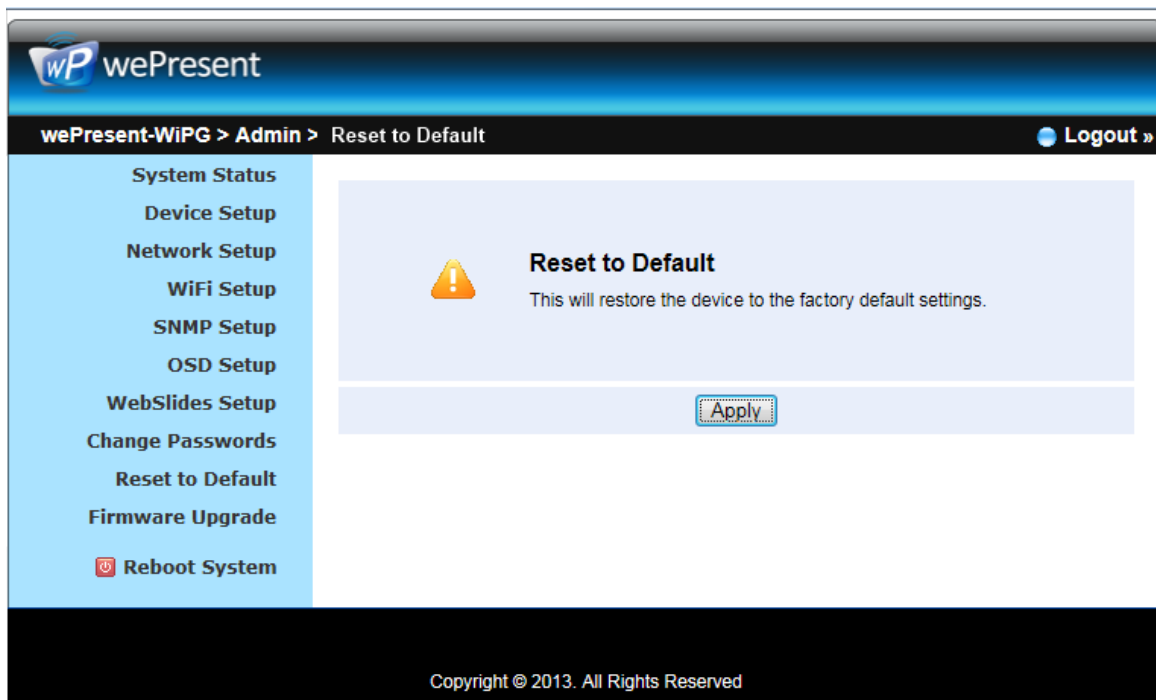 wP wePresent
wePresent-WiPG > Admin > Reset to Default
Logout »
System Status
Device Setup
Network Setup
WiFi Setup
SNMP Setup
OSD Setup
WebSlides Setup
Change Passwords
Reset to Default
Firmware Upgrade
Reboot System
Reset to Default
This will restore the device to the factory default settings.
Apply
Copyright © 2013. All Rights Reserved